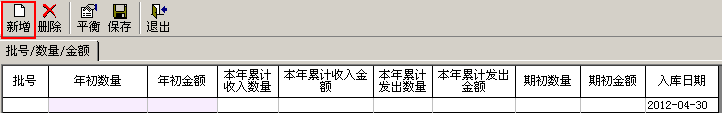 新增 删除 平衡 保存 退出
批号/数量/金额
批号 年初数量 年初金额 本年累计收入数量 本年累计收入金额 本年累计发出数量 本年累计发出金额 期初数量 期初金额 入库日期
2012-04-30